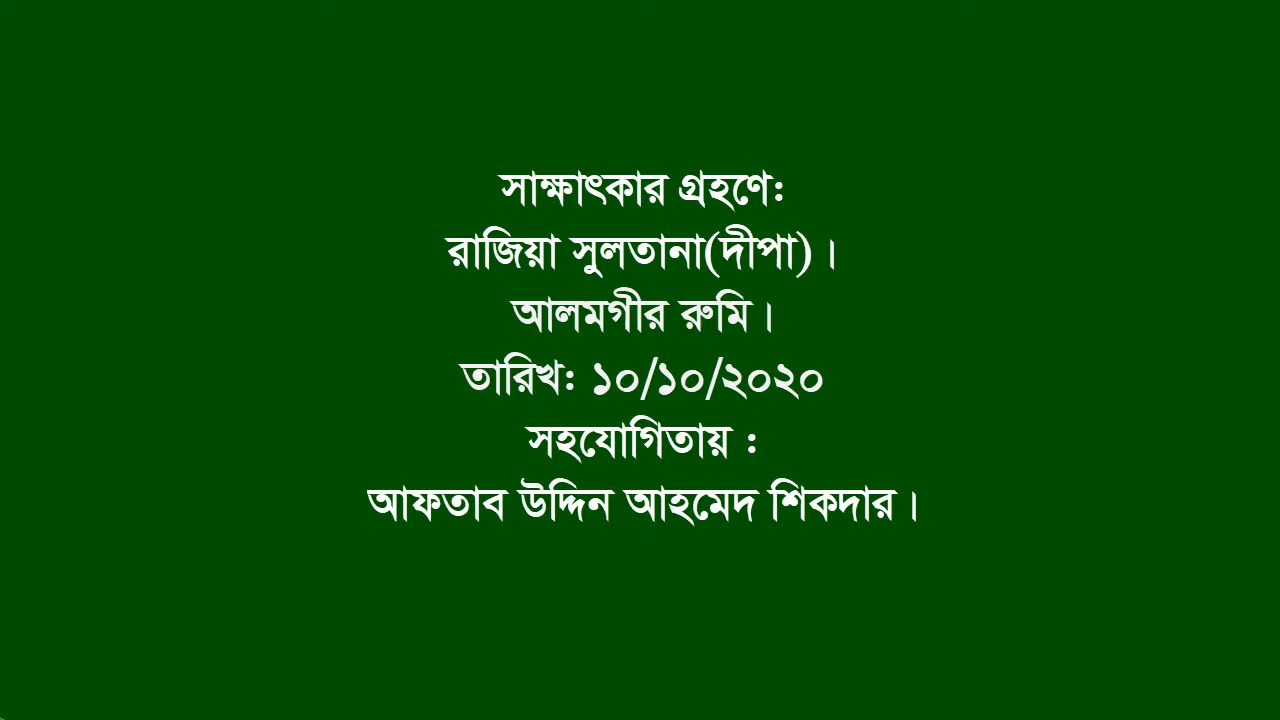 সাক্ষাৎকার গ্রহণে:
রাজিয়া সুলতানা(দীপা)।
আলমগীর রুমি।
তারিখ: ১০/১০/২০২০
সহযোগিতায় :
আফতাব উদ্দিন আহমেদ শিকদার।